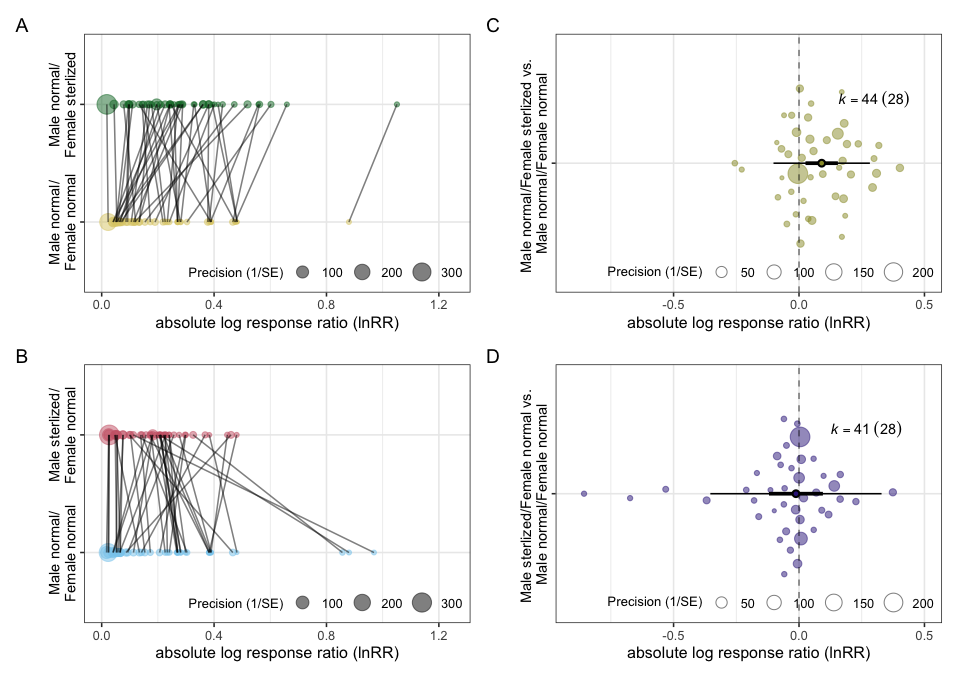 A
Male normal/
Female sterlized
Male normal/
Female normal
Precision (1/SE) 100 200 300
0.0 0.4 0.8 1.2
absolute log response ratio (lnRR)
C
Male normal/Female sterlized vs.
Male normal/Female normal
k = 44 (28)
Precision (1/SE) 50 100 150 200
-0.5 0.0 0.5
absolute log response ratio (lnRR)
B
Male sterlized/
Female normal
Male normal/
Female normal
Precision (1/SE) 100 200 300
0.0 0.4 0.8 1.2
absolute log response ratio (lnRR)
D
Male sterlized/Female normal vs.
Male normal/Female normal
k = 41 (28)
Precision (1/SE) 50 100 150 200
-0.5 0.0 0.5
absolute log response ratio (lnRR)